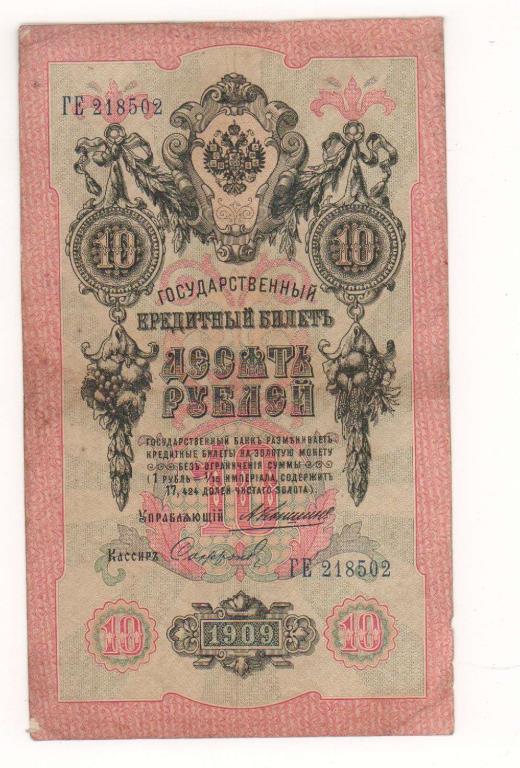 ГЕ 218502
10 10
ГОСУДАРСТВЕННЫЙ
КРЕДИТНЫЙ БИЛЕТЪ
ДЕСЯТЬ
РУБЛЕЙ
ГОСУДАРСТВЕННЫЙ БАНКЪ РАЗМѢНИВАЕТЪ
КРЕДИТНЫЕ БИЛЕТЫ НА ЗОЛОТУЮ МОНЕТУ
БЕЗЪ ОГРАНИЧЕНІЯ СУММЫ
(1 РУБЛЬ = 1/15 ИМПЕРІАЛА, СОДЕРЖИТЪ
17,424 ДОЛЕЙ ЧИСТАГО ЗОЛОТА)
10
УПРАВЛЯЮЩІЙ
КАССИРЪ
ГЕ 218502
10 1909 10